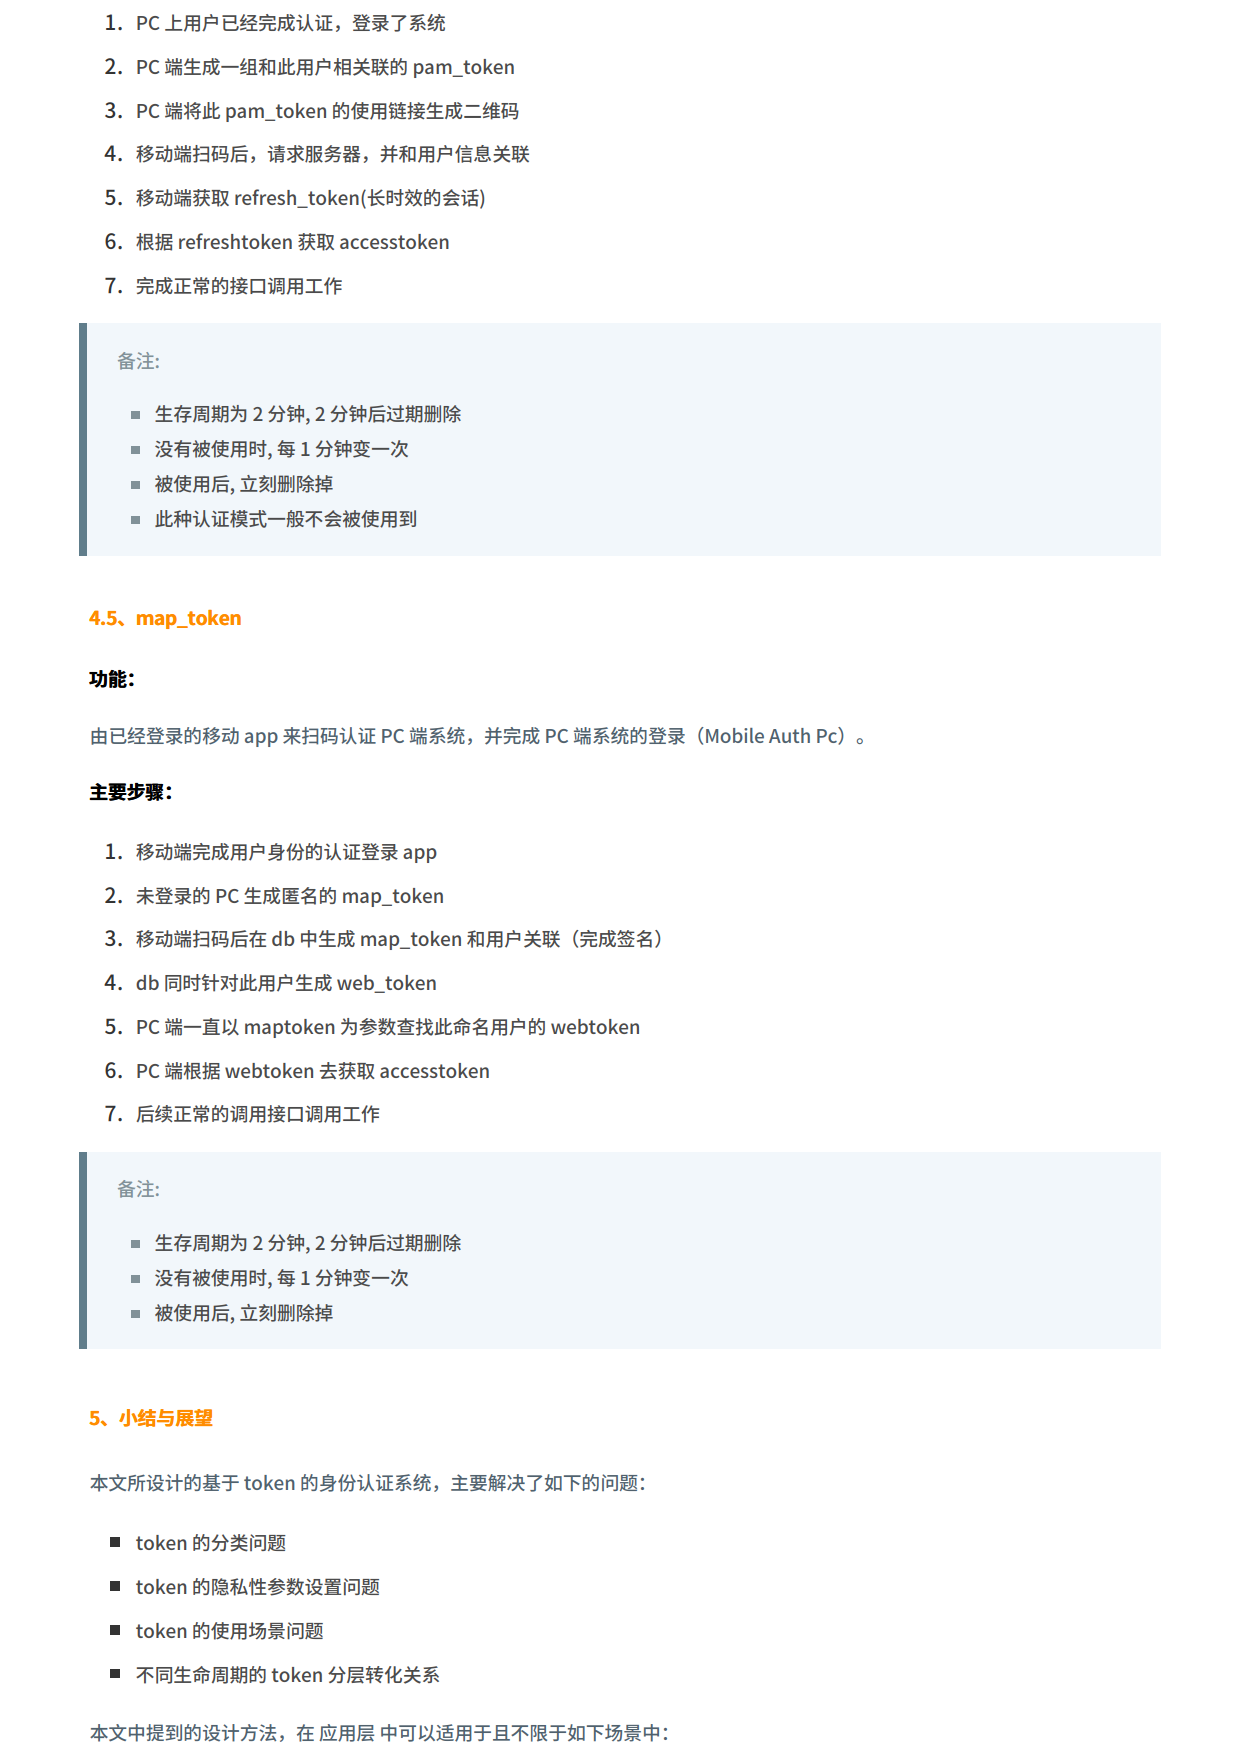 1. PC 上用户已经完成认证，登录了系统
2. PC 端生成一组和此用户相关联的 pam_token
3. PC 端将此 pam_token 的使用链接生成二维码
4. 移动端扫码后，请求服务器，并和用户信息关联
5. 移动端获取 refresh_token(长时效的会话)
6. 根据 refreshtoken 获取 accesstoken
7. 完成正常的接口调用工作
备注:
■ 生存周期为 2 分钟, 2 分钟后过期删除
■ 没有被使用时, 每 1 分钟变一次
■ 被使用后, 立刻删除掉
■ 此种认证模式一般不会被使用到
4.5、map_token
功能：
由已经登录的移动 app 来扫码认证 PC 端系统，并完成 PC 端系统的登录（Mobile Auth Pc）。
主要步骤：
1. 移动端完成用户身份的认证登录 app
2. 未登录的 PC 生成匿名的 map_token
3. 移动端扫码后在 db 中生成 map_token 和用户关联（完成签名）
4. db 同时针对此用户生成 web_token
5. PC 端一直以 maptoken 为参数查找此命名用户的 webtoken
6. PC 端根据 webtoken 去获取 accesstoken
7. 后续正常的调用接口调用工作
备注:
■ 生存周期为 2 分钟, 2 分钟后过期删除
■ 没有被使用时, 每 1 分钟变一次
■ 被使用后, 立刻删除掉
5、小结与展望
本文所设计的基于 token 的身份认证系统，主要解决了如下的问题：
■ token 的分类问题
■ token 的隐私性参数设置问题
■ token 的使用场景问题
■ 不同生命周期的 token 分层转化关系
本文中提到的设计方法，在 应用层 中可以适用于且不限于如下场景中：